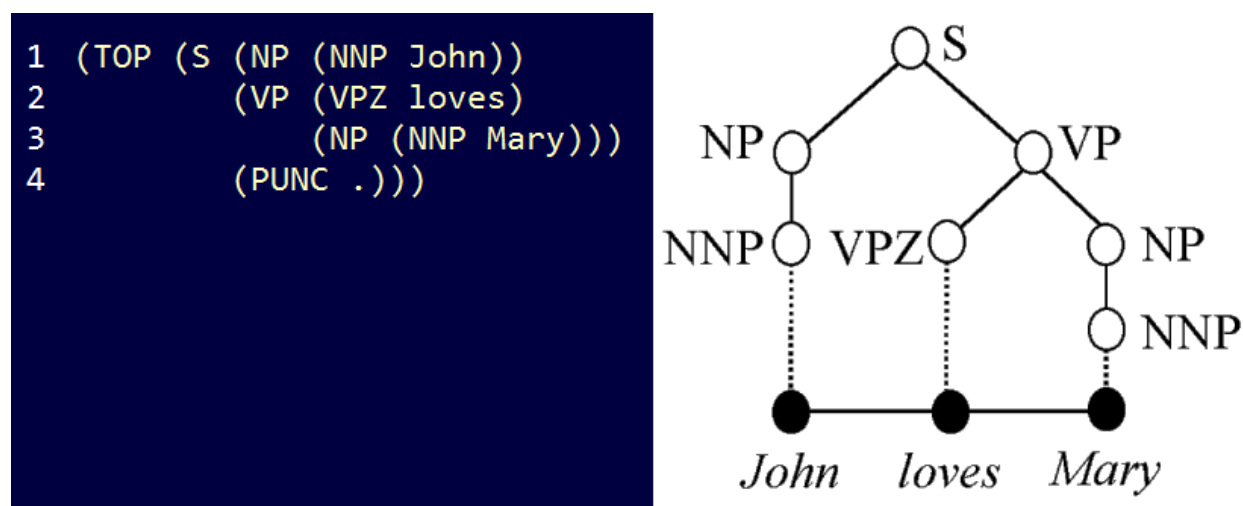 1 (TOP (S (NP (NNP John))
2 (VP (VPZ loves)
3 (NP (NNP Mary)))
4 (PUNC .)))
S
NP VP
NNP VPZ NP
NNP
John loves Mary